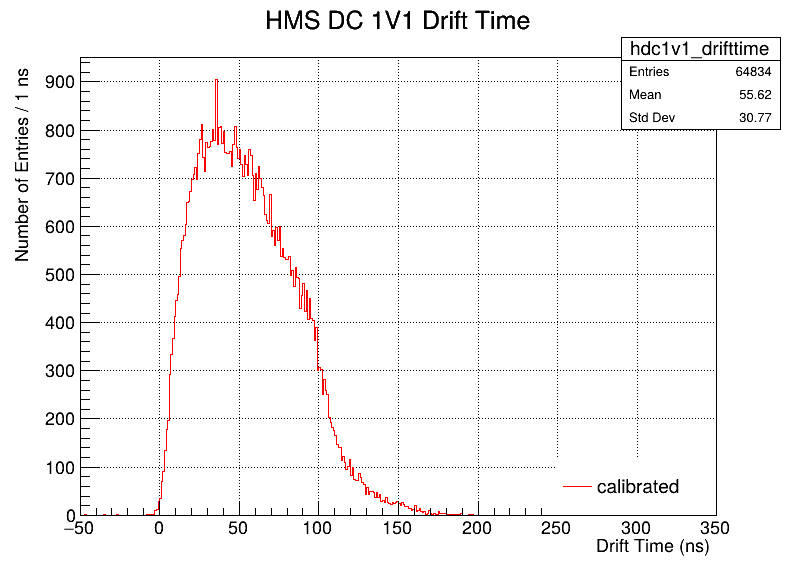 HMS DC 1V1 Drift Time
hdc1v1_drifttime
Entries 64834
Mean 55.62
Std Dev 30.77
Number of Entries / 1 ns
900
800
700
600
500
400
300
200
100
0
calibrated
−50 0 50 100 150 200 250 300 350
Drift Time (ns)